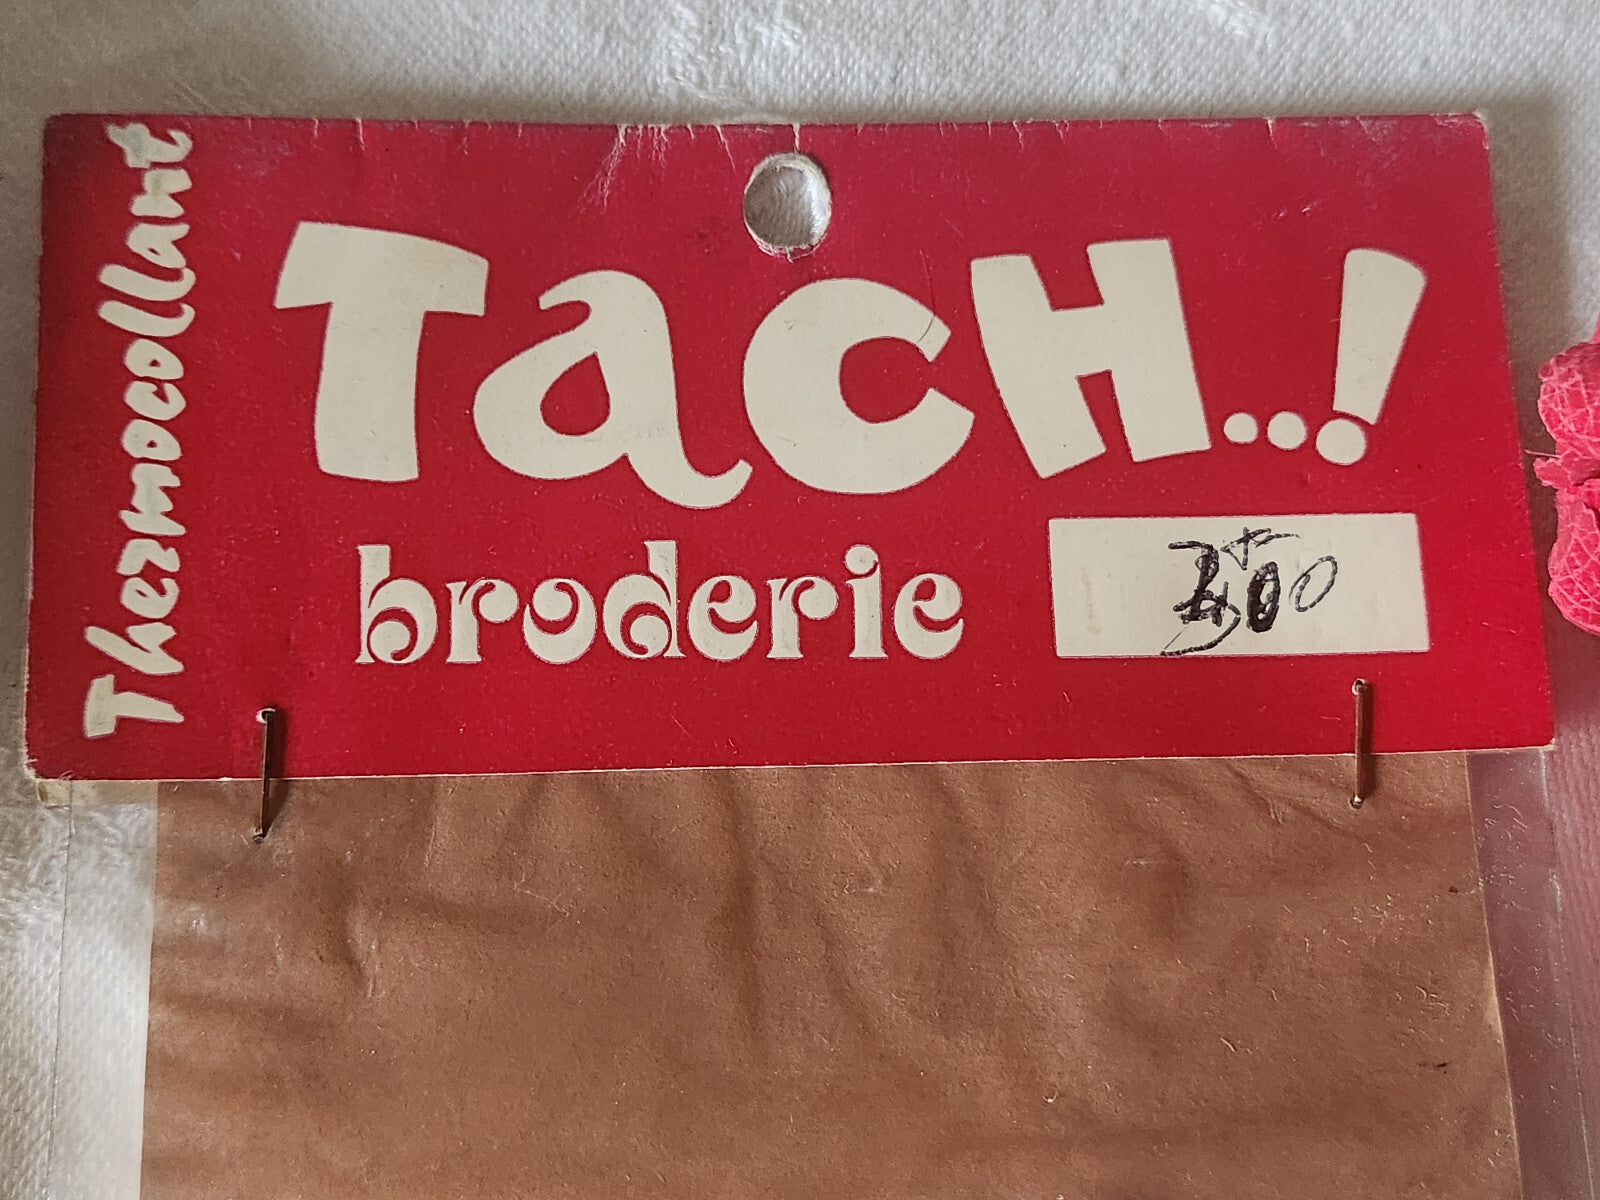 Thermocollant
TacH..!
broderie